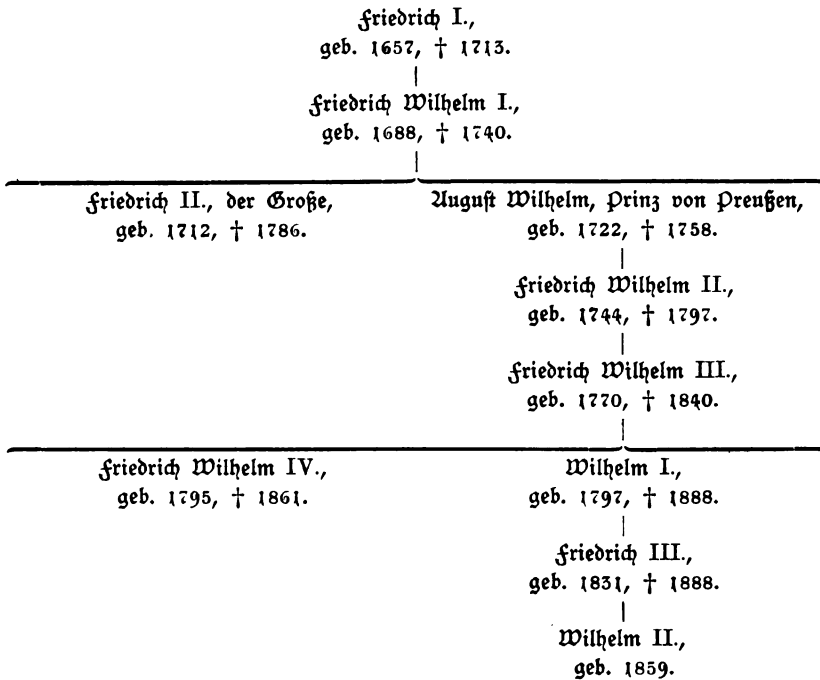 Friedrich I.,
geb. 1657, † 1713.
Friedrich Wilhelm I.,
geb. 1688, † 1740.
Friedrich II., der Große,
geb. 1712, † 1786.
August Wilhelm, Prinz von Preußen,
geb. 1722, † 1758.
Friedrich Wilhelm II.,
geb. 1744, † 1797.
Friedrich Wilhelm III.,
geb. 1770, † 1840.
Friedrich Wilhelm IV.,
geb. 1795, † 1861.
Wilhelm I.,
geb. 1797, † 1888.
Friedrich III.,
geb. 1831, † 1888.
Wilhelm II.,
geb. 1859.